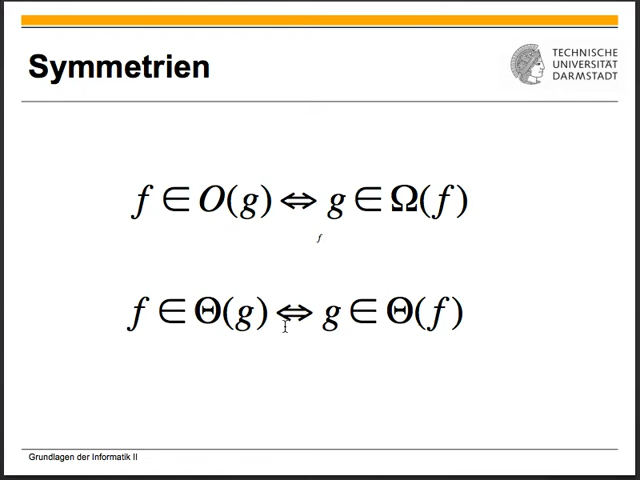 Symmetrien
TECHNISCHE
UNIVERSITÄT
DARMSTADT
f ∈ O(g) ⇔ g ∈ Ω(f)
f
f ∈ Θ(g) ⇔ g ∈ Θ(f)
Grundlagen der Informatik II